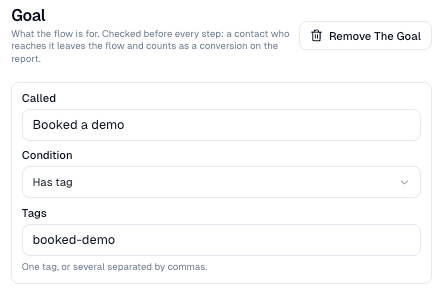 Goal
What the flow is for. Checked before every step: a contact who
reaches it leaves the flow and counts as a conversion on the
report.
Remove The Goal
Called
Booked a demo
Condition
Has tag
Tags
booked-demo
One tag, or several separated by commas.